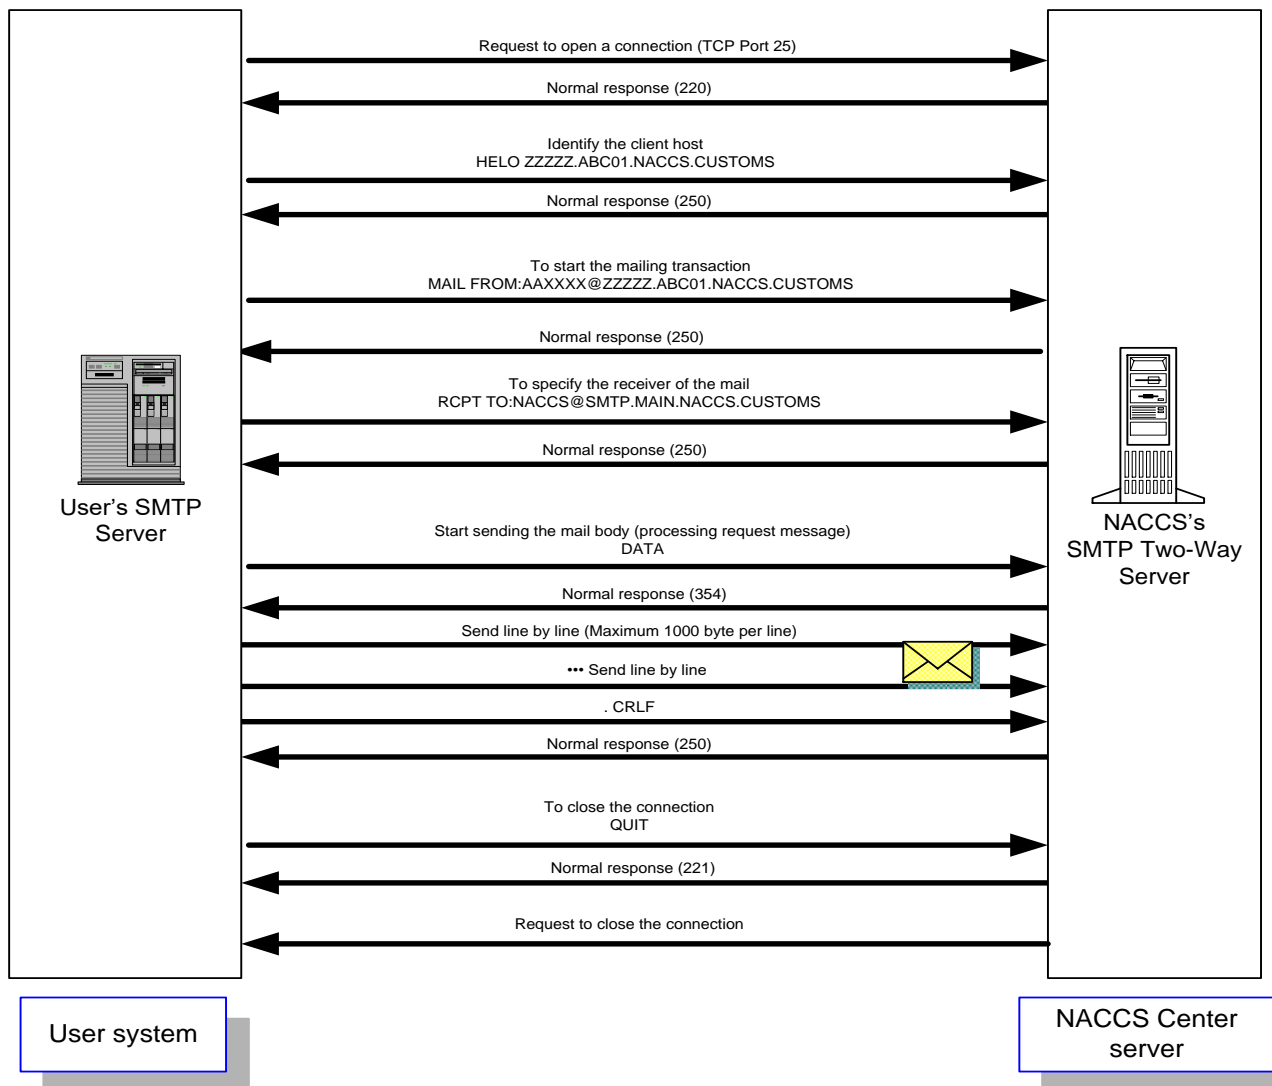 Request to open a connection (TCP Port 25)
Normal response (220)
Identify the client host
HELO ZZZZZ.ABC01.NACCS.CUSTOMS
Normal response (250)
To start the mailing transaction
MAIL FROM:AAXXXX@ZZZZZ.ABC01.NACCS.CUSTOMS
Normal response (250)
To specify the receiver of the mail
RCPT TO:NACCS@SMTP.MAIN.NACCS.CUSTOMS
Normal response (250)
User's SMTP
Server
NACCS’s
SMTP Two-Way
Server
Start sending the mail body (processing request message)
DATA
Normal response (354)
Send line by line (Maximum 1000 byte per line)
••• Send line by line
. CRLF
Normal response (250)
To close the connection
QUIT
Normal response (221)
Request to close the connection
User system
NACCS Center
server